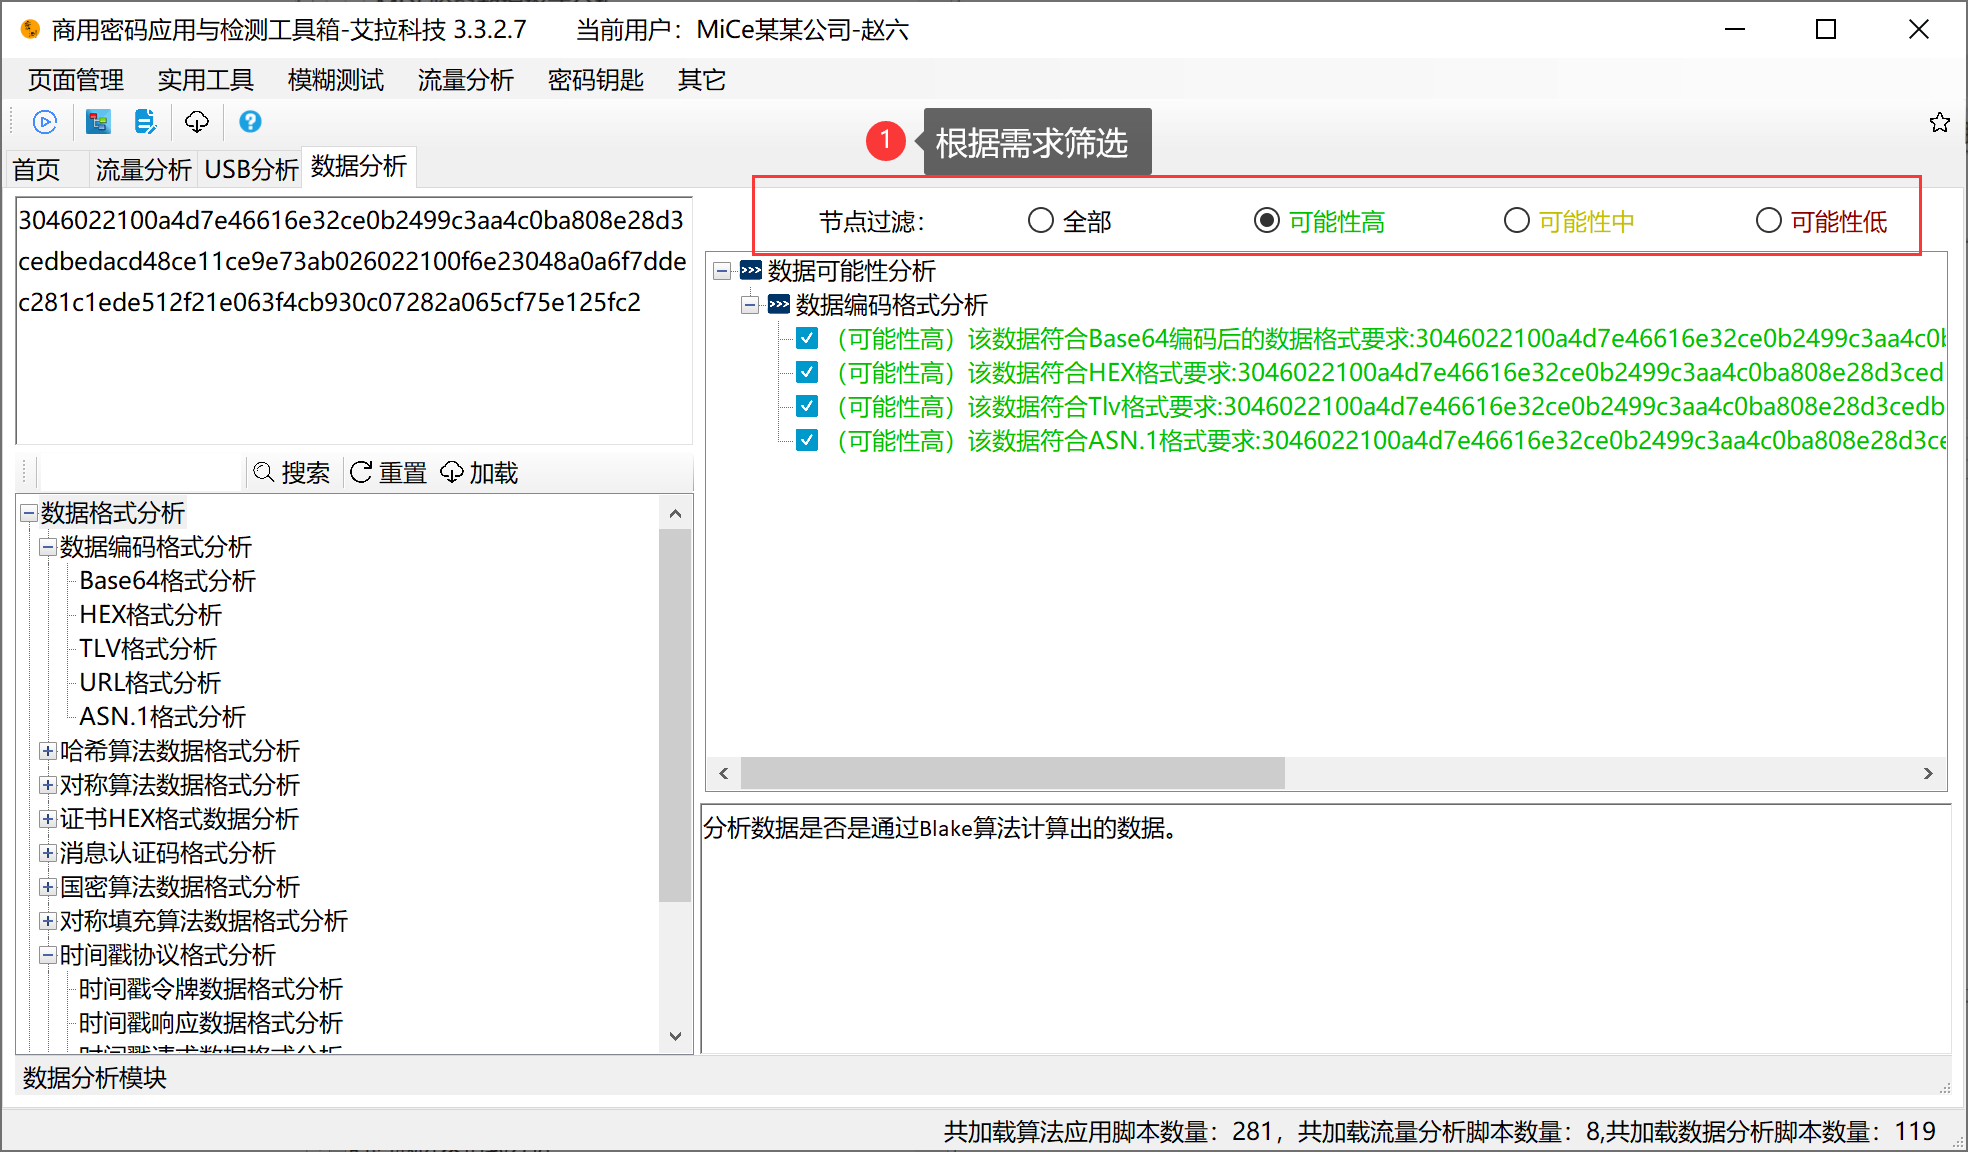 商用密码应用与检测工具箱-艾拉科技 3.3.2.7 当前用户：MiCe某某公司-赵六
页面管理 实用工具 模糊测试 流量分析 密码钥匙 其它
1 根据需求筛选
首页 流量分析 USB分析 数据分析
3046022100a4d7e46616e32ce0b2499c3aa4c0ba808e28d3
cedbedacd48ce11ce9e73ab026022100f6e23048a0a6f7dde
c281c1ede512f21e063f4cb930c07282a065cf75e125fc2
搜索 重置 加载
数据格式分析
数据编码格式分析
Base64格式分析
HEX格式分析
TLV格式分析
URL格式分析
ASN.1格式分析
哈希算法数据格式分析
对称算法数据格式分析
证书HEX格式数据分析
消息认证码格式分析
国密算法数据格式分析
对称填充算法数据格式分析
时间戳协议格式分析
时间戳令牌数据格式分析
时间戳响应数据格式分析
时间戳请求数据格式分析
节点过滤： 全部 可能性高 可能性中 可能性低
数据可能性分析
数据编码格式分析
（可能性高）该数据符合Base64编码后的数据格式要求:3046022100a4d7e46616e32ce0b2499c3aa4c0b
（可能性高）该数据符合HEX格式要求:3046022100a4d7e46616e32ce0b2499c3aa4c0ba808e28d3ced
（可能性高）该数据符合Tlv格式要求:3046022100a4d7e46616e32ce0b2499c3aa4c0ba808e28d3cedb
（可能性高）该数据符合ASN.1格式要求:3046022100a4d7e46616e32ce0b2499c3aa4c0ba808e28d3ce
分析数据是否是通过Blake算法计算出的数据。
数据分析模块
共加载算法应用脚本数量：281，共加载流量分析脚本数量：8,共加载数据分析脚本数量：119